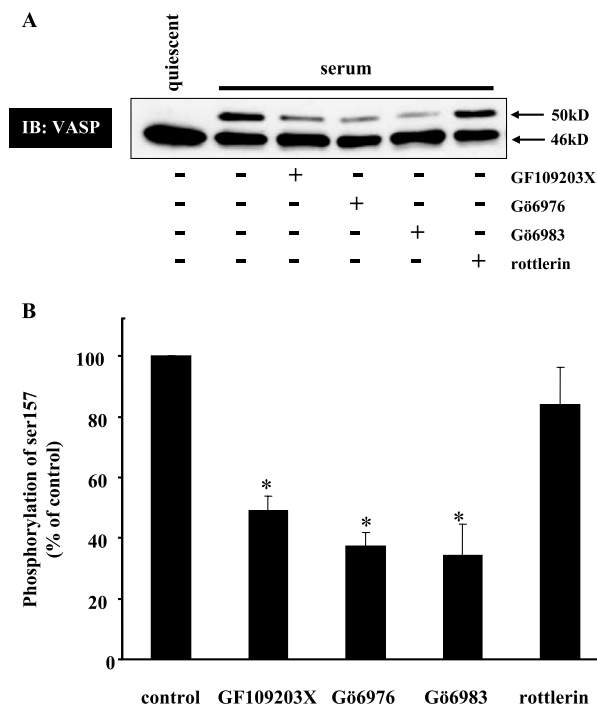 A
quiescent
serum
IB: VASP
50kD
46kD
- - + - - - GF109203X
- - - + - - Gö6976
- - - - + - Gö6983
- - - - - + rottlerin
B
Phosphorylation of ser157
(% of control)
100
80
60
40
20
0
* * *
control GF109203X Gö6976 Gö6983 rottlerin